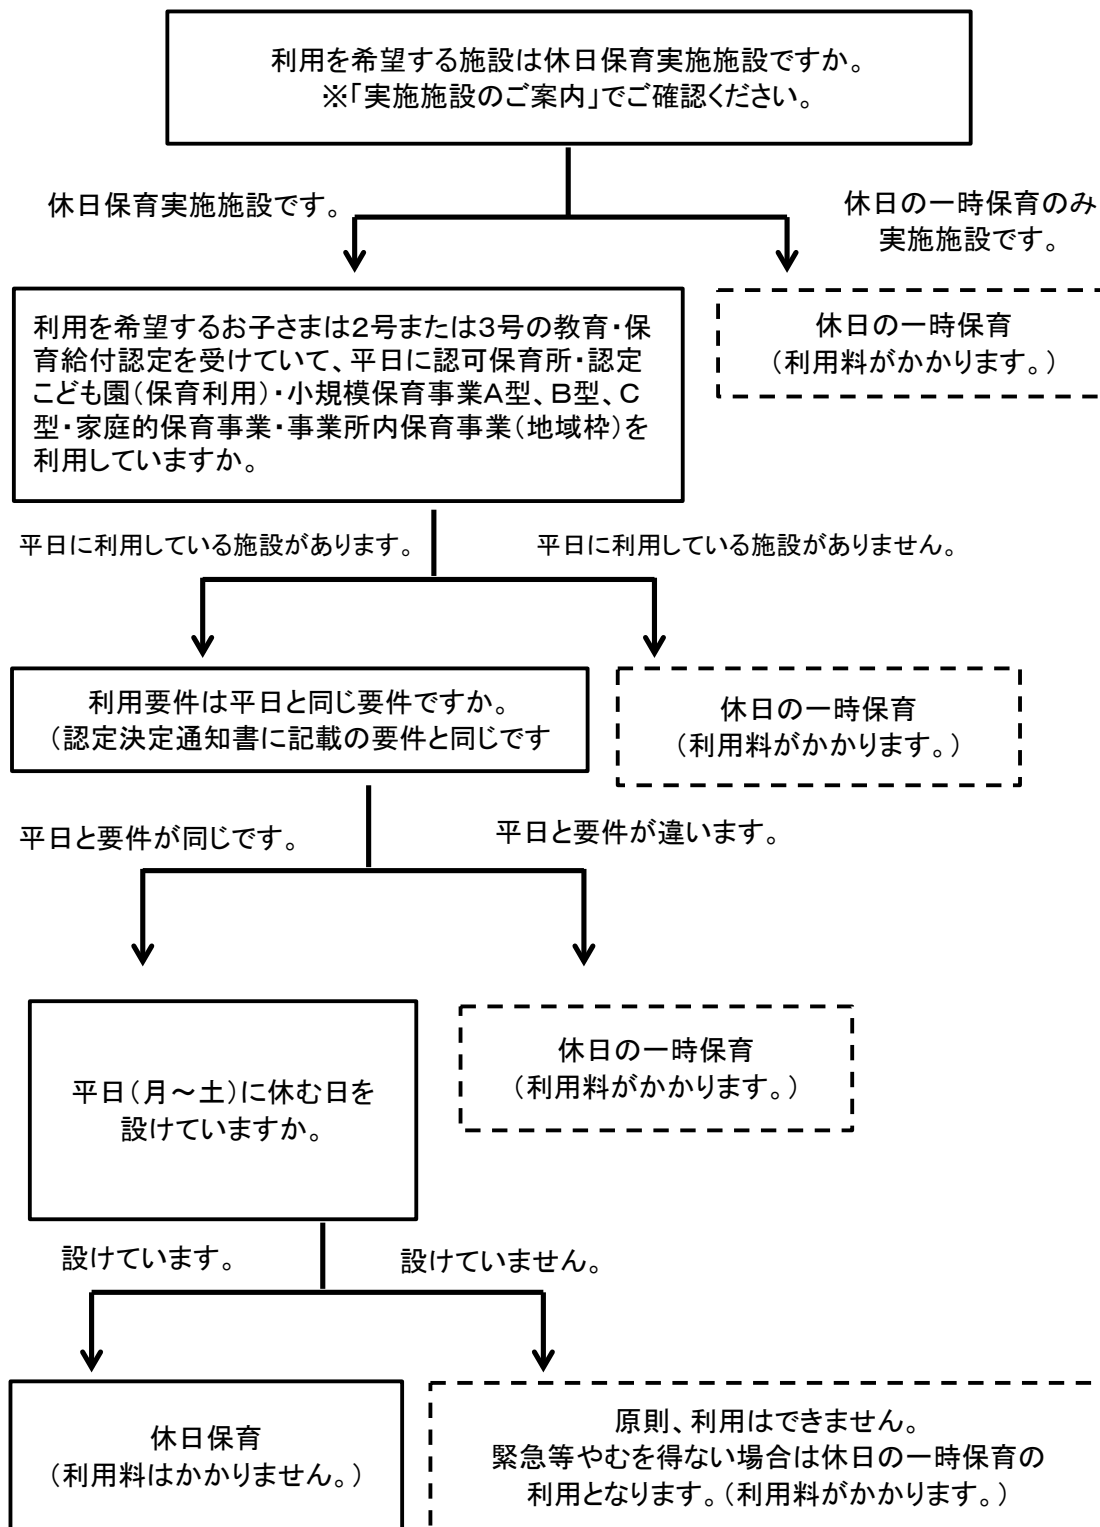 利用を希望する施設は休日保育実施施設ですか。
※「実施施設のご案内」でご確認ください。
休日保育実施施設です。
休日の一時保育のみ
実施施設です。
利用を希望するお子さまは２号または３号の教育・保
育給付認定を受けていて、平日に認可保育所・認定
こども園（保育利用）・小規模保育事業Ａ型、Ｂ型、Ｃ
型・家庭的保育事業・事業所内保育事業（地域枠）を
利用していますか。
休日の一時保育
（利用料がかかります。）
平日に利用している施設があります。
平日に利用している施設がありません。
利用要件は平日と同じ要件ですか。
（認定決定通知書に記載の要件と同じです
休日の一時保育
（利用料がかかります。）
平日と要件が同じです。
平日と要件が違います。
平日（月～土）に休む日を
設けていますか。
休日の一時保育
（利用料がかかります。）
設けています。
設けていません。
休日保育
（利用料はかかりません。）
原則、利用はできません。
緊急等やむを得ない場合は休日の一時保育の
利用となります。（利用料がかかります。）